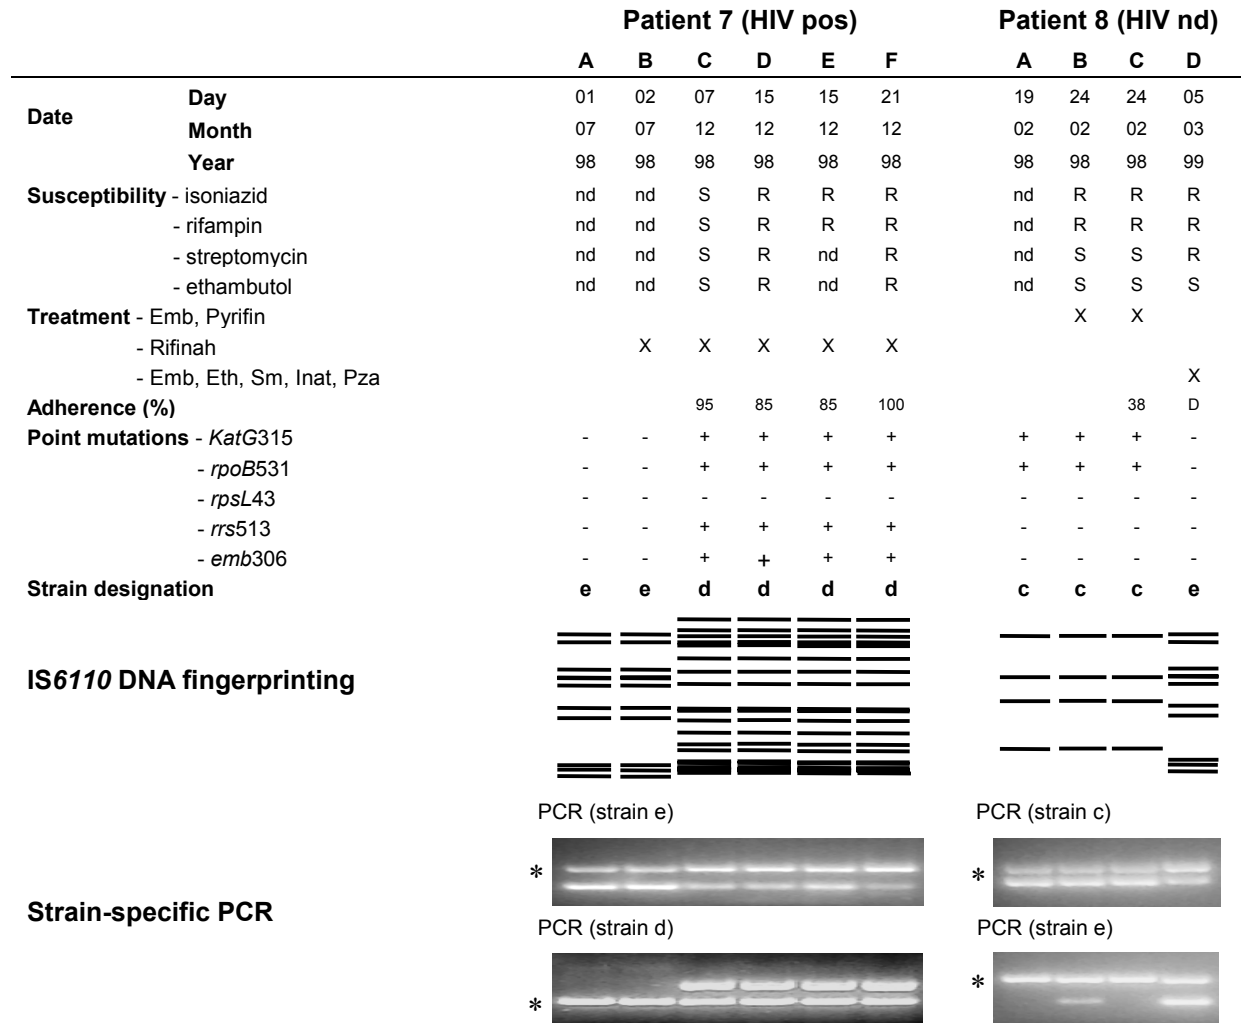 Patient 7 (HIV pos) Patient 8 (HIV nd)
A B C D E F A B C D
Date Day 01 02 07 15 15 21 19 24 24 05
Month 07 07 12 12 12 12 02 02 02 03
Year 98 98 98 98 98 98 98 98 98 99
Susceptibility - isoniazid nd nd S R R R nd R R R
- rifampin nd nd S R R R nd R R R
- streptomycin nd nd S R nd R nd S S R
- ethambutol nd nd S R nd R nd S S S
Treatment - Emb, Pyrifin X X
- Rifinah X X X X X
- Emb, Eth, Sm, Inat, Pza X
Adherence (%) 95 85 85 100 38 D
Point mutations - KatG315 - - + + + + + + + -
- rpoB531 - - + + + + + + + -
- rpsL43 - - - - - - - - - -
- rrs513 - - + + + + - - - -
- emb306 - - + + + + - - - -
Strain designation e e d d d d c c c e
IS6110 DNA fingerprinting
PCR (strain e) PCR (strain c)
* *
Strain-specific PCR
PCR (strain d) PCR (strain e)
* *